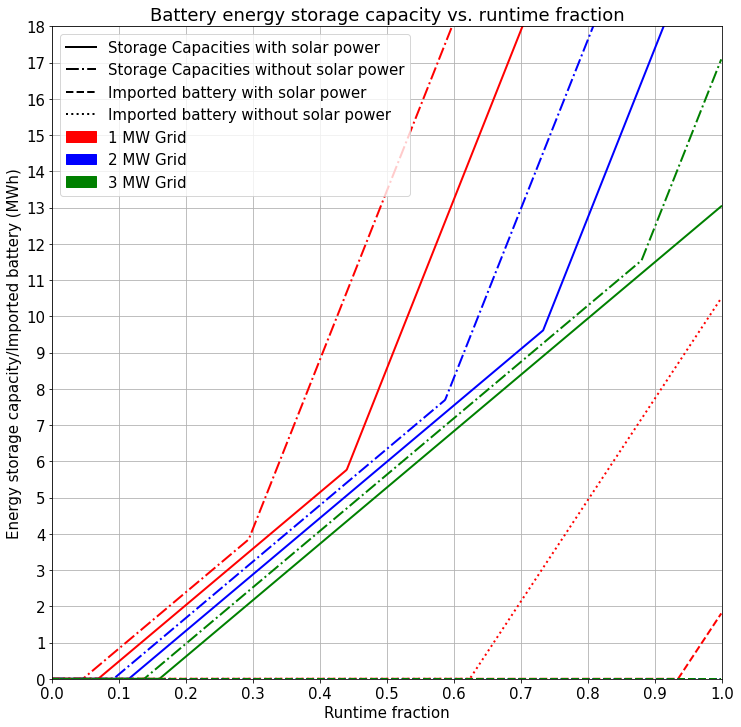 Battery energy storage capacity vs. runtime fraction
Energy storage capacity/Imported battery (MWh)
18
17
16
15
14
13
12
11
10
9
8
7
6
5
4
3
2
1
0
Storage Capacities with solar power
Storage Capacities without solar power
Imported battery with solar power
Imported battery without solar power
1 MW Grid
2 MW Grid
3 MW Grid
0.0 0.1 0.2 0.3 0.4 0.5 0.6 0.7 0.8 0.9 1.0
Runtime fraction